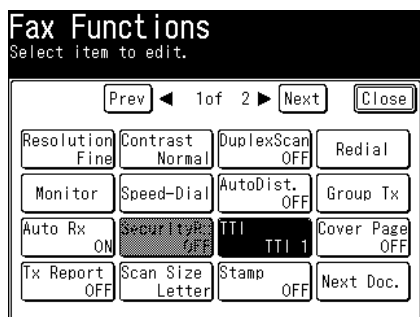 Fax Functions
Select item to edit.
Prev ◀ 1of 2 ▶ Next Close
Resolution Contrast DuplexScan Redial
Fine Normal OFF
Monitor Speed-Dial AutoDist. Group Tx
OFF
Auto Rx SecurityRx TTI Cover Page
ON OFF TTI 1 OFF
Tx Report Scan Size Stamp Next Doc.
OFF Letter OFF